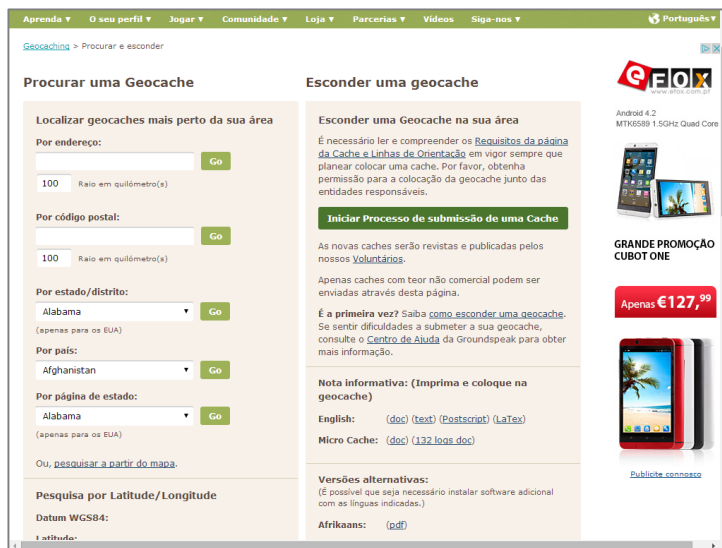 Aprenda ▼ O seu perfil ▼ Jogar ▼ Comunidade ▼ Loja ▼ Parcerias ▼ Vídeos Siga-nos ▼ Português ▼
Geocaching > Procurar e esconder
Procurar uma Geocache
Localizar geocaches mais perto da sua área
Por endereço:
Go
100 Raio em quilómetro(s)
Por código postal:
Go
100 Raio em quilómetro(s)
Por estado/distrito:
Alabama ▼ Go
(apenas para os EUA)
Por país:
Afghanistan ▼ Go
Por página de estado:
Alabama ▼ Go
(apenas para os EUA)
Ou, pesquisar a partir do mapa.
Pesquisa por Latitude/Longitude
Datum WGS84:
Latitude:
Esconder uma geocache
Esconder uma Geocache na sua área
É necessário ler e compreender os Requisitos da página
da Cache e Linhas de Orientação em vigor sempre que
planear colocar uma cache. Por favor, obtenha
permissão para a colocação da geocache junto das
entidades responsáveis.
Iniciar Processo de submissão de uma Cache
As novas caches serão revistas e publicadas pelos
nossos Voluntários.
Apenas caches com teor não comercial podem ser
enviadas através desta página.
É a primeira vez? Saiba como esconder uma geocache.
Se sentir dificuldades a submeter a sua geocache,
consulte o Centro de Ajuda da Groundspeak para obter
mais informação.
Nota informativa: (Imprima e coloque na
geocache)
English: (doc) (text) (Postscript) (LaTex)
Micro Cache: (doc) (132 logs doc)
Versões alternativas:
(É possível que seja necessário instalar software adicional
com as línguas indicadas.)
Afrikaans: (pdf)
eFOX
www.efox.com.pt
Android 4.2
MTK6589 1.5GHz Quad Core
GRANDE PROMOÇÃO
CUBOT ONE
Apenas €127,99
Publicite connosco